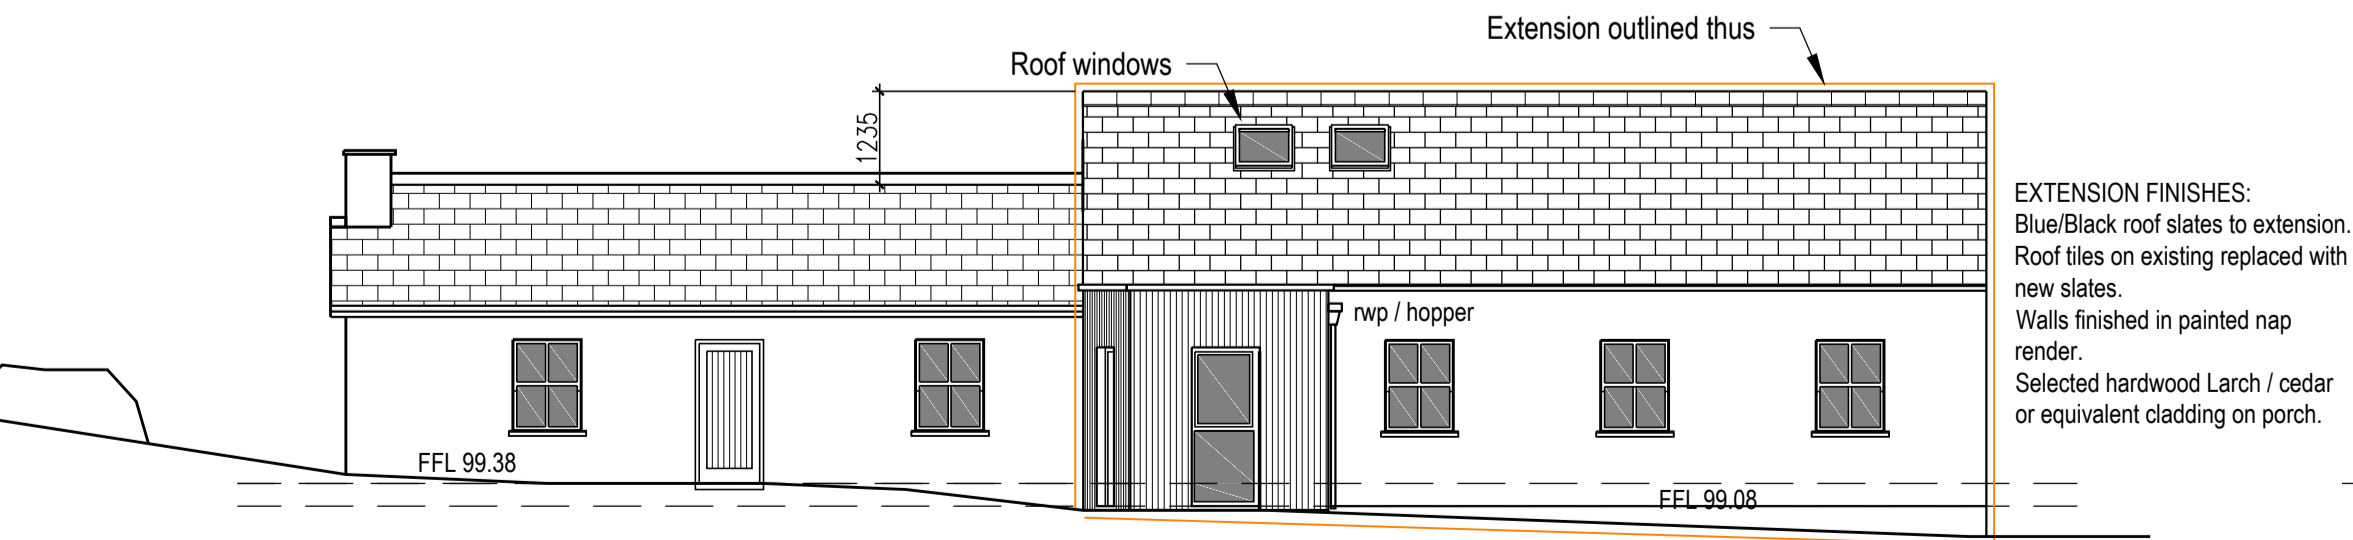 Extension outlined thus
Roof windows
1235
EXTENSION FINISHES:
Blue/Black roof slates to extension.
Roof tiles on existing replaced with
new slates.
Walls finished in painted nap
render.
Selected hardwood Larch / cedar
or equivalent cladding on porch.
rwp / hopper
FFL 99.38
FFL 99.08